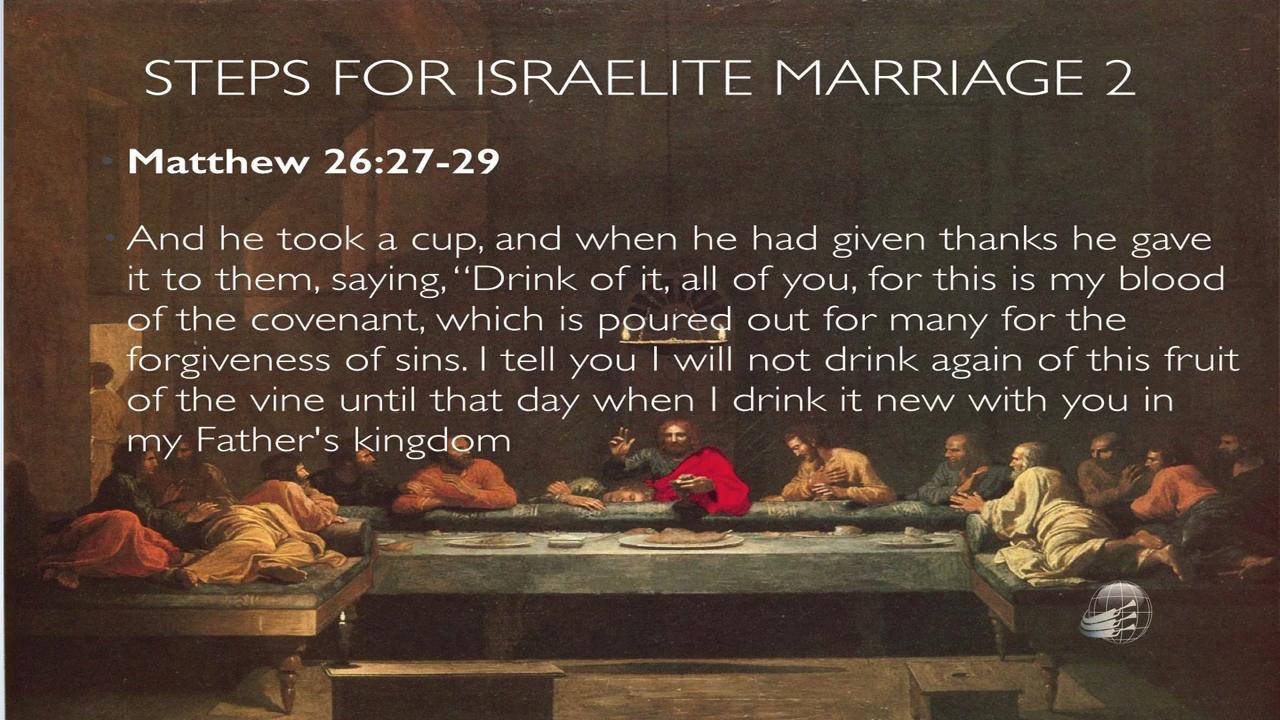 STEPS FOR ISRAELITE MARRIAGE 2
• Matthew 26:27-29
• And he took a cup, and when he had given thanks he gave
it to them, saying, “Drink of it, all of you, for this is my blood
of the covenant, which is poured out for many for the
forgiveness of sins. I tell you I will not drink again of this fruit
of the vine until that day when I drink it new with you in
my Father's kingdom